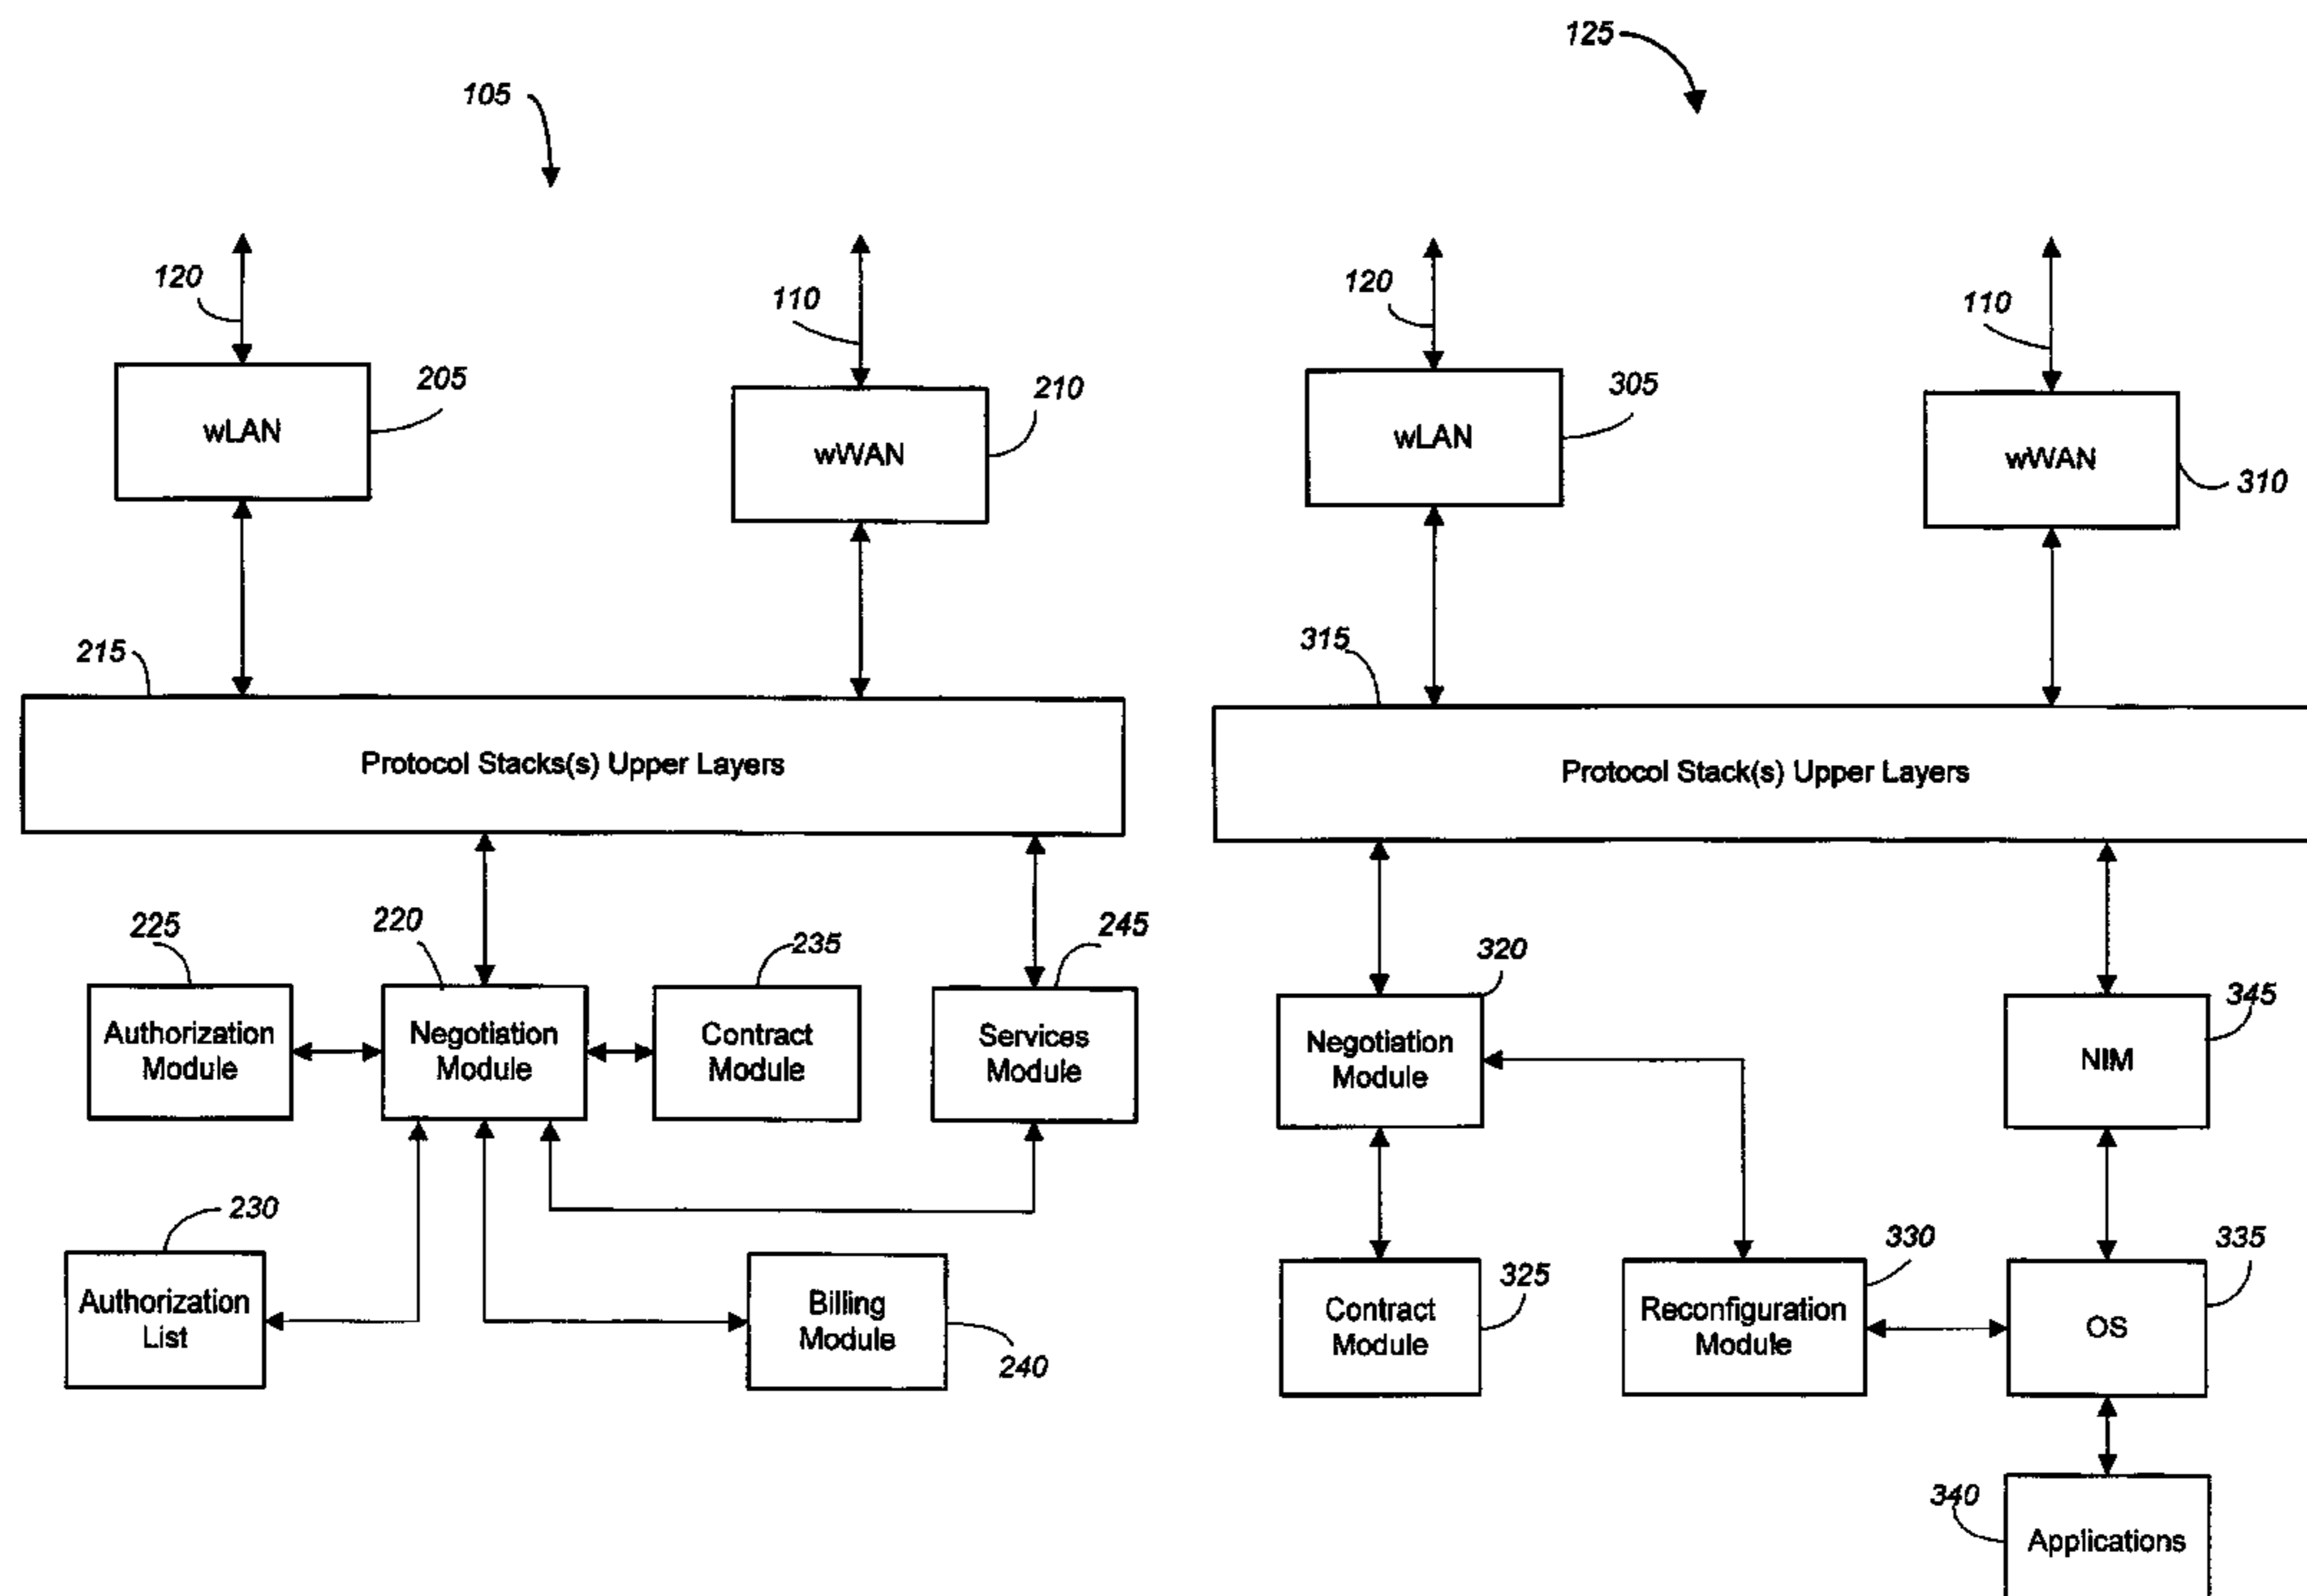 125
105
120
110
120
110
205
wLAN
210
wWAN
305
wLAN
wWAN
310
215
Protocol Stacks(s) Upper Layers
315
Protocol Stack(s) Upper Layers
225
220
235
245
Authorization
Module
Negotiation
Module
Contract
Module
Services
Module
320
Negotiation
Module
345
NIM
230
Authorization
List
Billing
Module
240
325
Contract
Module
330
Reconfiguration
Module
335
OS
340
Applications